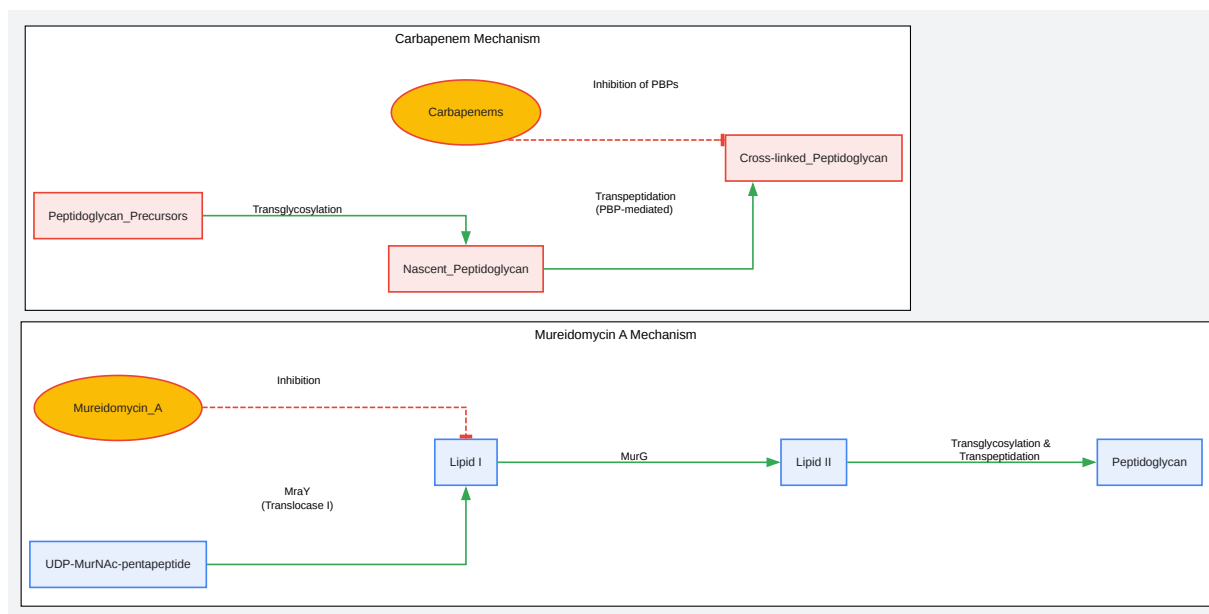 Carbapenem Mechanism
Inhibition of PBPs
Carbapenems
Cross-linked_Peptidoglycan
Transpeptidation
(PBP-mediated)
Peptidoglycan_Precursors
Transglycosylation
Nascent_Peptidoglycan
Mureidomycin A Mechanism
Inhibition
Mureidomycin_A
Lipid I
MurG
Lipid II
Transglycosylation &
Transpeptidation
Peptidoglycan
MraY
(Translocase I)
UDP-MurNAc-pentapeptide